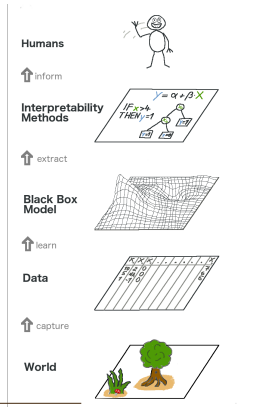 Humans
inform
Interpretability
Methods
Y = α + β·X
IF x>4
THEN y=1
extract
Black Box
Model
learn
Data
capture
World